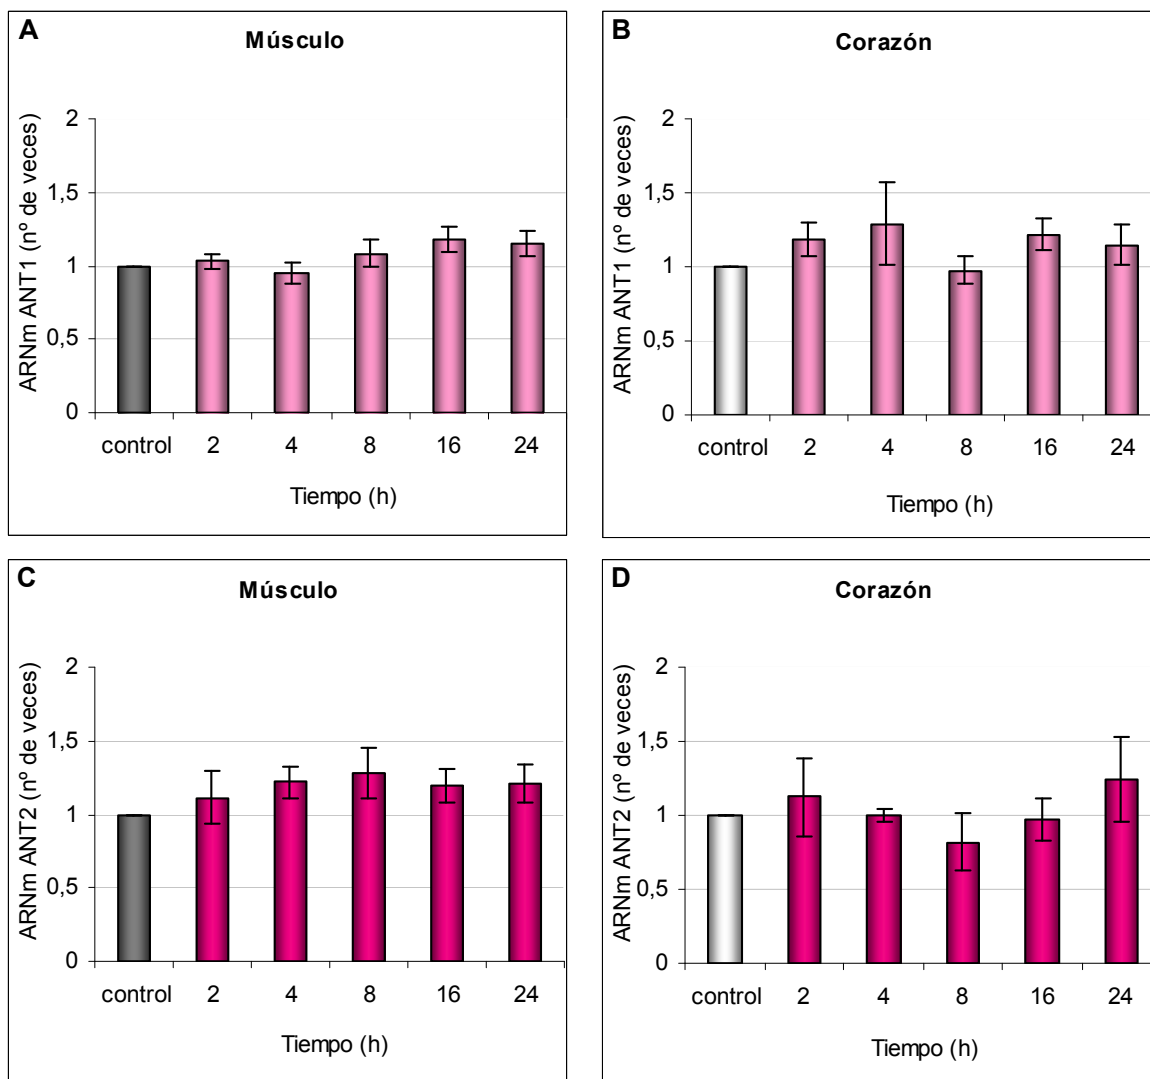 A
Músculo
ARNm ANT1 (nº de veces)
2
1,5
1
0,5
0
control 2 4 8 16 24
Tiempo (h)
B
Corazón
ARNm ANT1 (nº de veces)
2
1,5
1
0,5
0
control 2 4 8 16 24
Tiempo (h)
C
Músculo
ARNm ANT2 (nº de veces)
2
1,5
1
0,5
0
control 2 4 8 16 24
Tiempo (h)
D
Corazón
ARNm ANT2 (nº de veces)
2
1,5
1
0,5
0
control 2 4 8 16 24
Tiempo (h)